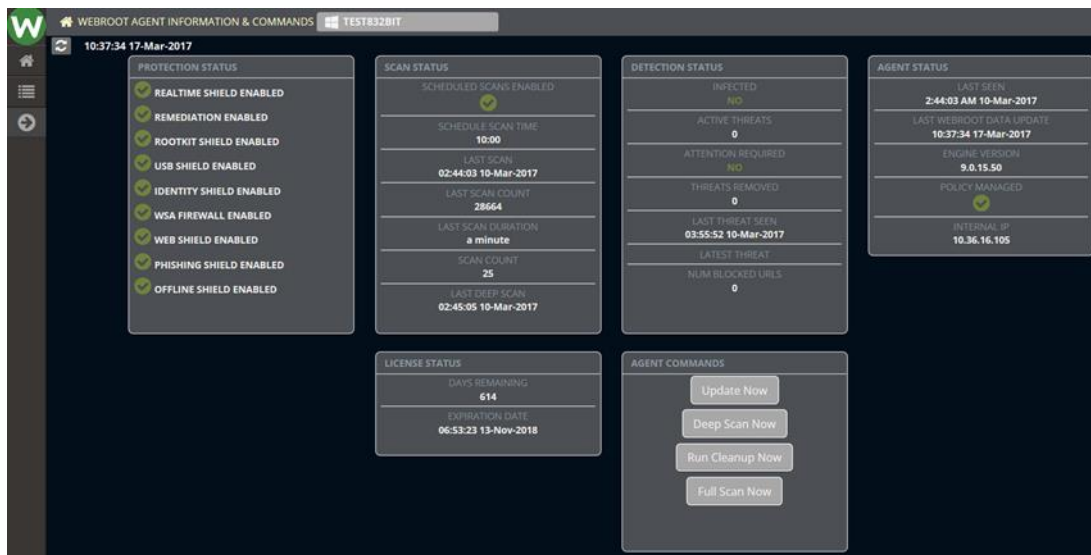 W
WEBROOT AGENT INFORMATION & COMMANDS
TEST832BIT
10:37:34 17-Mar-2017
PROTECTION STATUS
REALTIME SHIELD ENABLED
REMEDIATION ENABLED
ROOTKIT SHIELD ENABLED
USB SHIELD ENABLED
IDENTITY SHIELD ENABLED
WSA FIREWALL ENABLED
WEB SHIELD ENABLED
PHISHING SHIELD ENABLED
OFFLINE SHIELD ENABLED
SCAN STATUS
SCHEDULED SCANS ENABLED
SCHEDULE SCAN TIME
10:00
LAST SCAN
02:44:03 10-Mar-2017
LAST SCAN COUNT
28664
LAST SCAN DURATION
a minute
SCAN COUNT
25
LAST DEEP SCAN
02:45:05 10-Mar-2017
DETECTION STATUS
INFECTED
NO
ACTIVE THREATS
0
ATTENTION REQUIRED
NO
THREATS REMOVED
0
LAST THREAT SEEN
03:55:52 10-Mar-2017
LATEST THREAT
NUM BLOCKED URLS
0
AGENT STATUS
LAST SEEN
2:44:03 AM 10-Mar-2017
LAST WEBROOT DATA UPDATE
10:37:34 17-Mar-2017
ENGINE VERSION
9.0.15.50
POLICY MANAGED
INTERNAL IP
10.36.16.105
LICENSE STATUS
DAYS REMAINING
614
EXPIRATION DATE
06:53:23 13-Nov-2018
AGENT COMMANDS
Update Now
Deep Scan Now
Run Cleanup Now
Full Scan Now